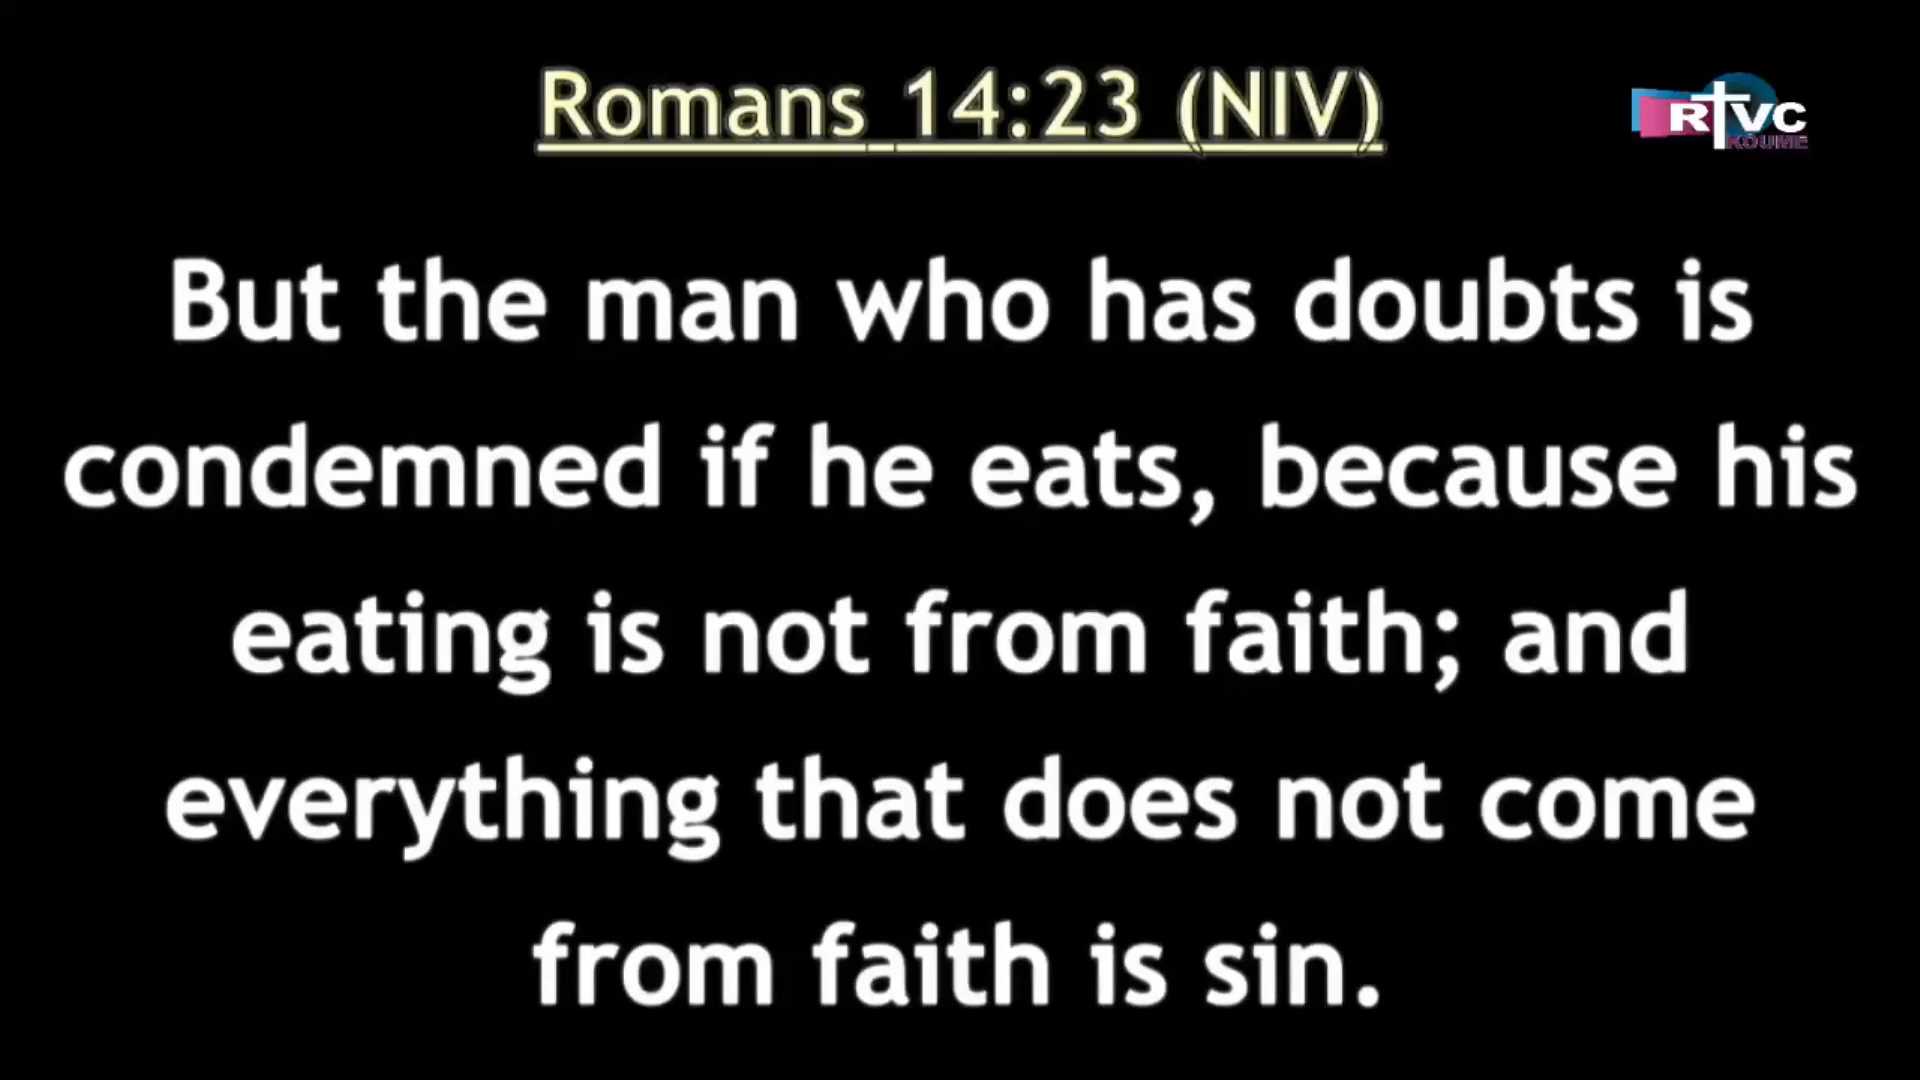 Romans 14:23 (NIV)
RTVC
KOUME
But the man who has doubts is
condemned if he eats, because his
eating is not from faith; and
everything that does not come
from faith is sin.